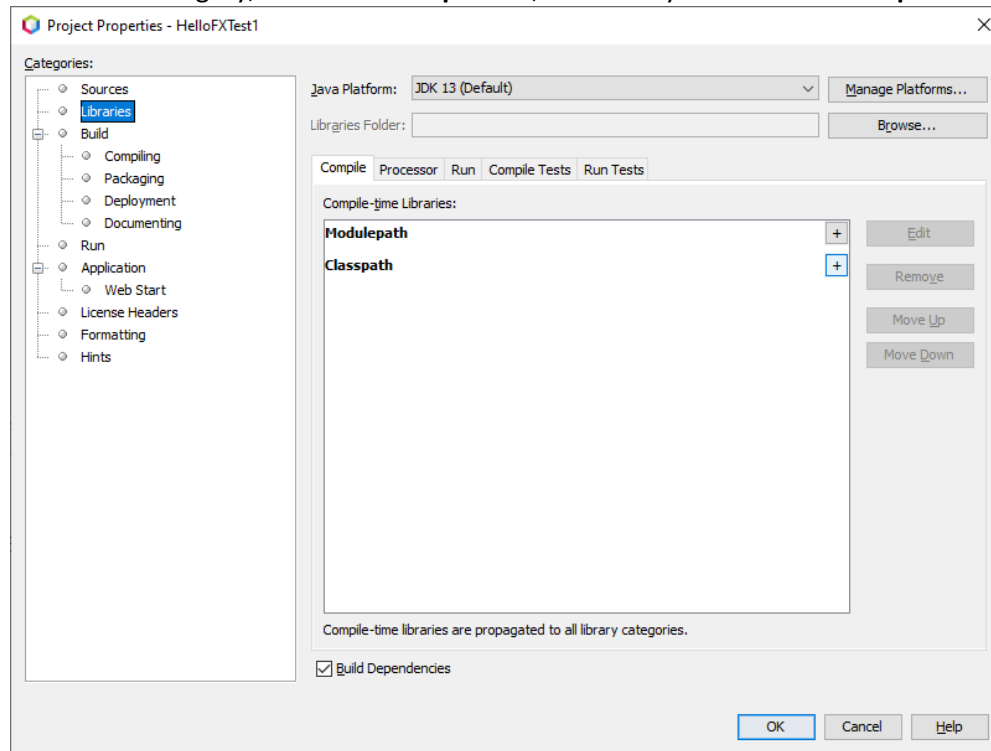 Project Properties - HelloFXTest1
Categories:
Sources
Libraries
Build
Compiling
Packaging
Deployment
Documenting
Run
Application
Web Start
License Headers
Formatting
Hints
Java Platform: JDK 13 (Default) Manage Platforms...
Libraries Folder: Browse...
Compile Processor Run Compile Tests Run Tests
Compile-time Libraries:
Modulepath + Edit
Classpath + Remove
Move Up
Move Down
Compile-time libraries are propagated to all library categories.
Build Dependencies
OK Cancel Help